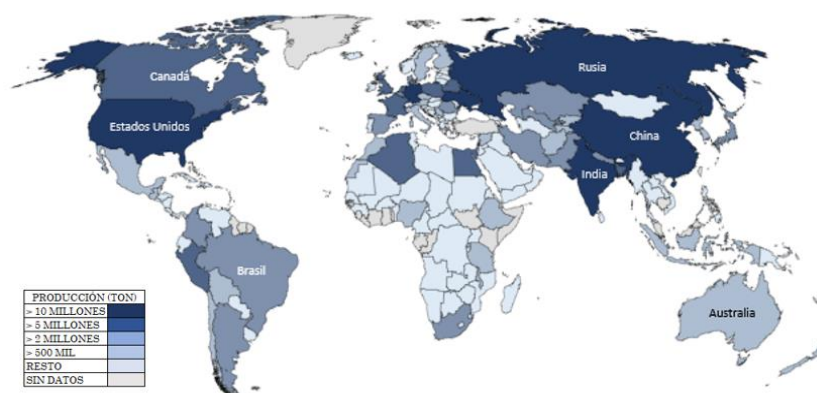 Canadá
Rusia
Estados Unidos
China
India
Brasil
Australia
PRODUCCIÓN (TON)
> 10 MILLONES
> 5 MILLONES
> 2 MILLONES
> 500 MIL
RESTO
SIN DATOS